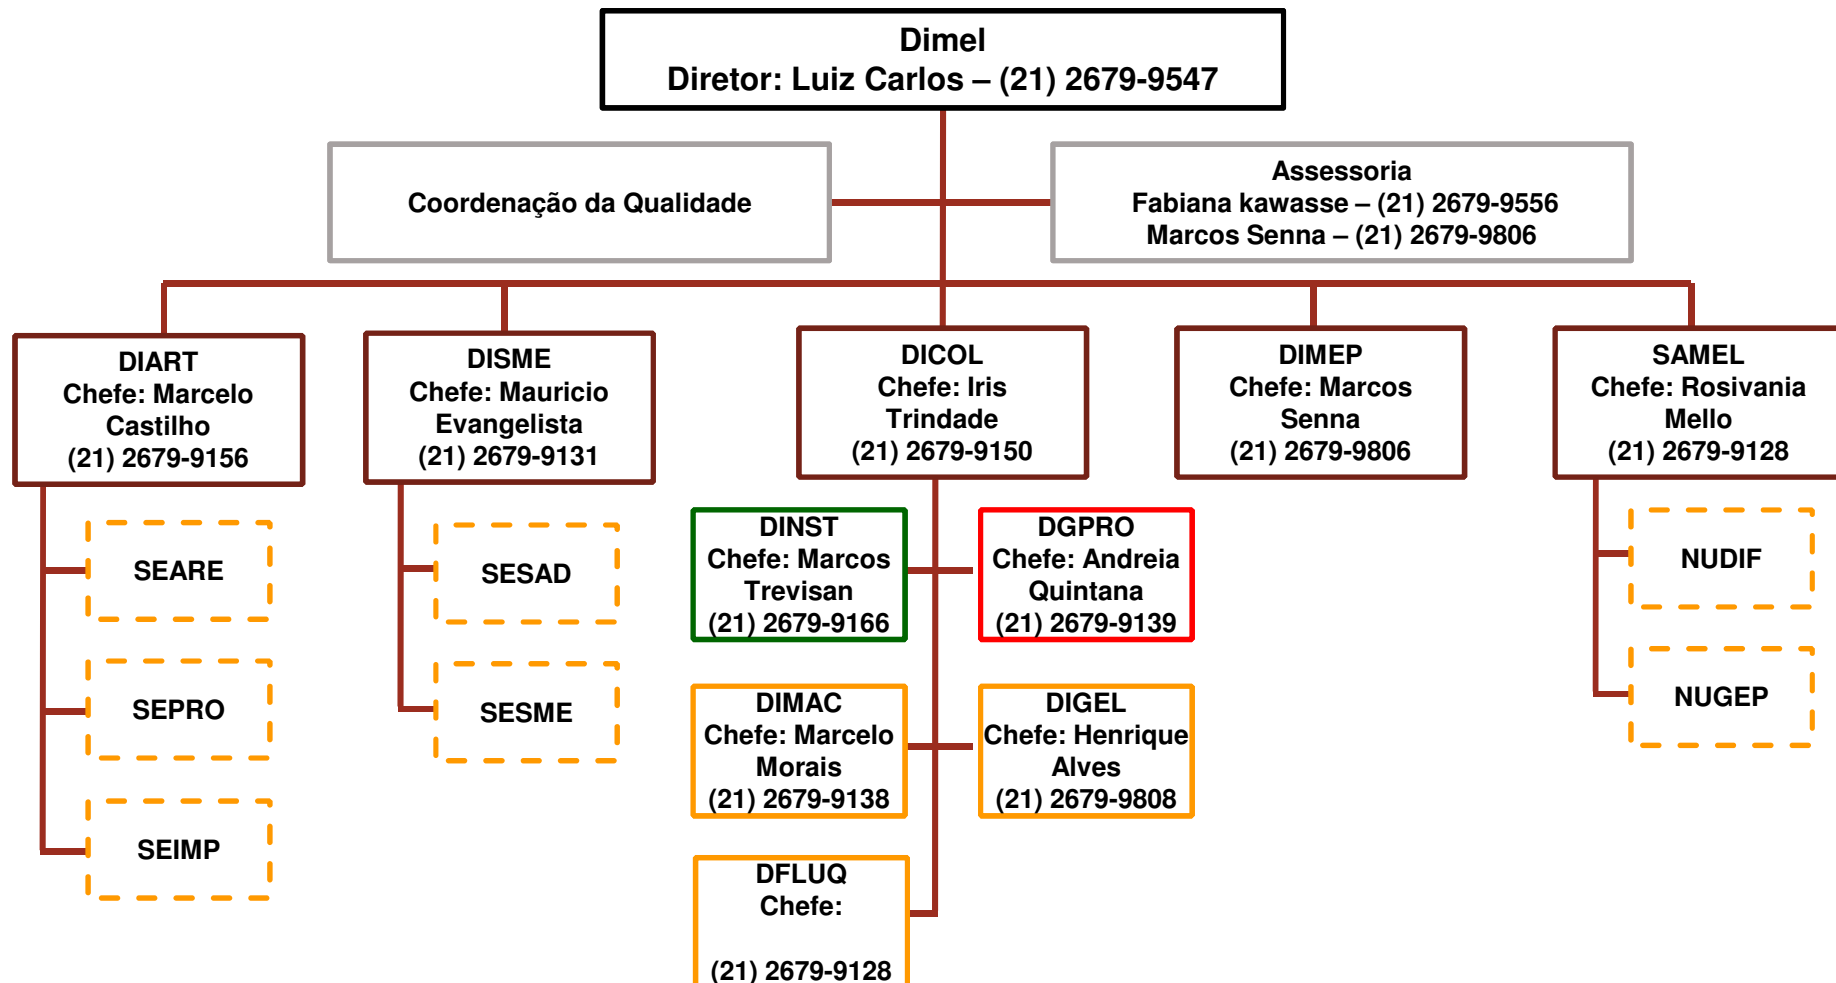 Dimel
Diretor: Luiz Carlos – (21) 2679-9547
Coordenação da Qualidade
Assessoria
Fabiana kawasse – (21) 2679-9556
Marcos Senna – (21) 2679-9806
DIART
Chefe: Marcelo
Castilho
(21) 2679-9156
DISME
Chefe: Mauricio
Evangelista
(21) 2679-9131
DICOL
Chefe: Iris
Trindade
(21) 2679-9150
DIMEP
Chefe: Marcos
Senna
(21) 2679-9806
SAMEL
Chefe: Rosivania
Mello
(21) 2679-9128
SEARE
SEPRO
SEIMP
SESAD
SESME
DINST
Chefe: Marcos
Trevisan
(21) 2679-9166
DGPRO
Chefe: Andreia
Quintana
(21) 2679-9139
DIMAC
Chefe: Marcelo
Morais
(21) 2679-9138
DIGEL
Chefe: Henrique
Alves
(21) 2679-9808
DFLUQ
Chefe:
(21) 2679-9128
NUDIF
NUGEP